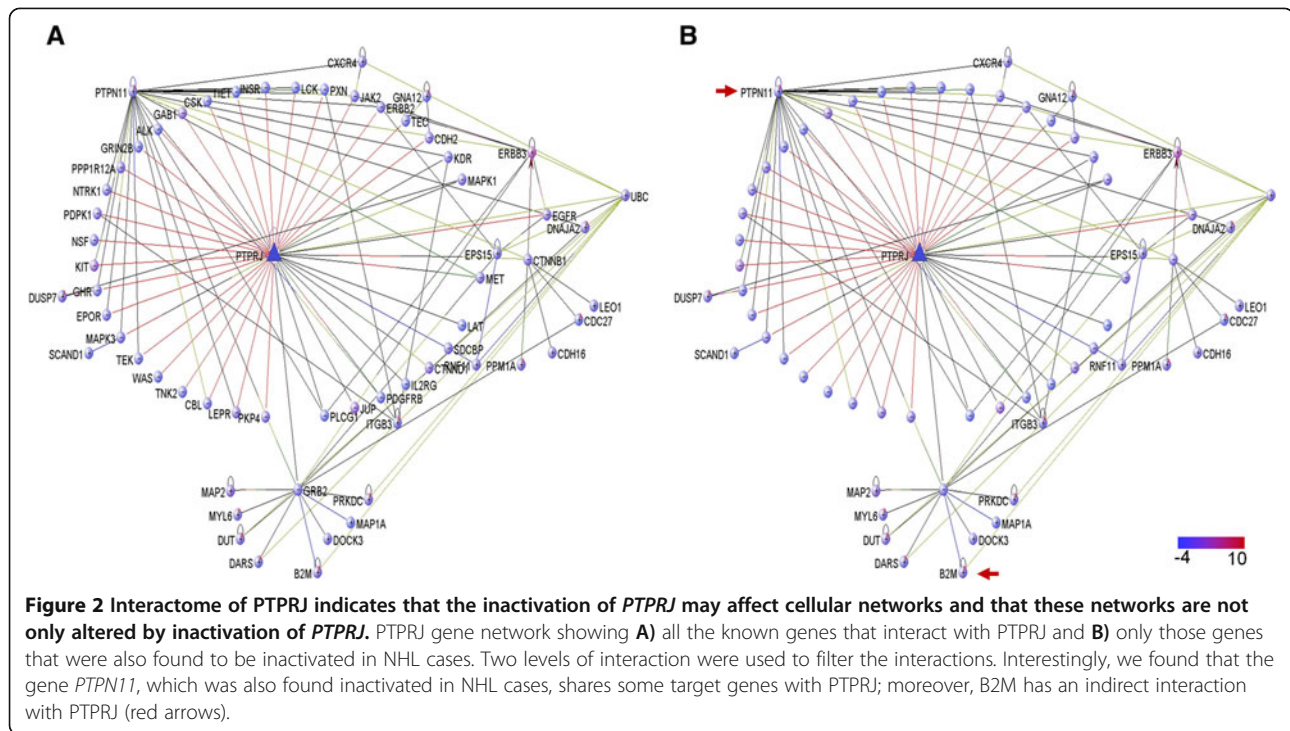 A
CXCR4
PTPN11
TIE1
INSR
LCK
PXN
CSK
JAK2
GNA12
GAB1
ERBB2
TEC
ALK
CDH2
GRIN2B
KDR
ERBB3
PPP1R12A
MAPK1
NTRK1
UBC
PDPK1
EGFR
DNAJA2
NSF
PTPRJ
EPS15
CTNNB1
KIT
MET
DUSP7
GHR
LEO1
EPOR
CDC27
LAT
MAPK3
SCAND1
SDCBP
CDH16
TEK
RNF11
PPM1A
CTNND1
WAS
IL2RG
TNK2
PDGFRB
CBL
JUP
LEPR
PKP4
PLCG1
ITGB3
GRB2
MAP2
PRKDC
MYL6
MAP1A
DUT
DOCK3
DARS
B2M
B
CXCR4
PTPN11
GNA12
ERBB3
DNAJA2
PTPRJ
EPS15
DUSP7
LEO1
CDC27
SCAND1
CDH16
RNF11
PPM1A
ITGB3
MAP2
PRKDC
MYL6
MAP1A
DUT
DOCK3
DARS
B2M
-4
10
Figure 2 Interactome of PTPRJ indicates that the inactivation of PTPRJ may affect cellular networks and that these networks are not
only altered by inactivation of PTPRJ. PTPRJ gene network showing A) all the known genes that interact with PTPRJ and B) only those genes
that were also found to be inactivated in NHL cases. Two levels of interaction were used to filter the interactions. Interestingly, we found that the
gene PTPN11, which was also found inactivated in NHL cases, shares some target genes with PTPRJ; moreover, B2M has an indirect interaction
with PTPRJ (red arrows).